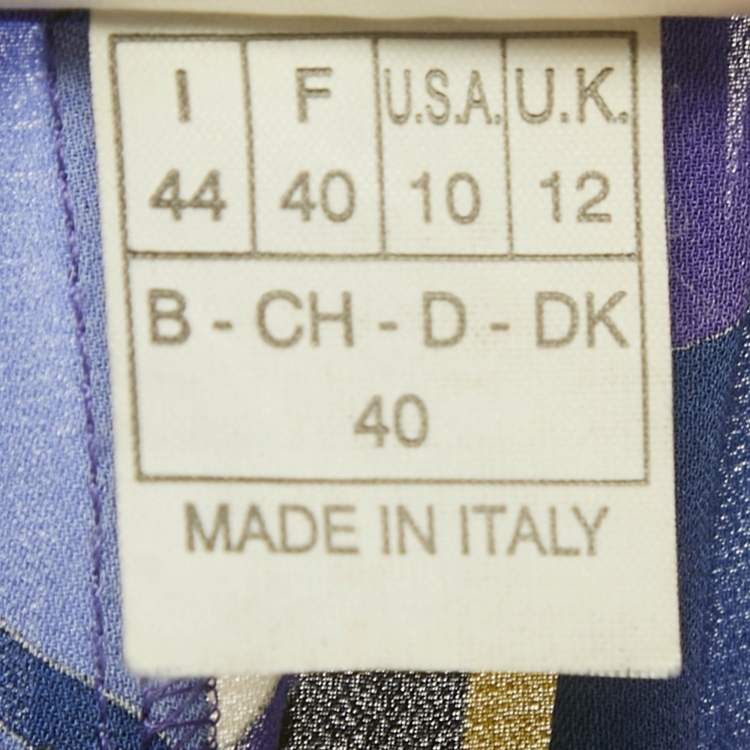 I F U.S.A. U.K.
44 40 10 12
B - CH - D - DK
40
MADE IN ITALY